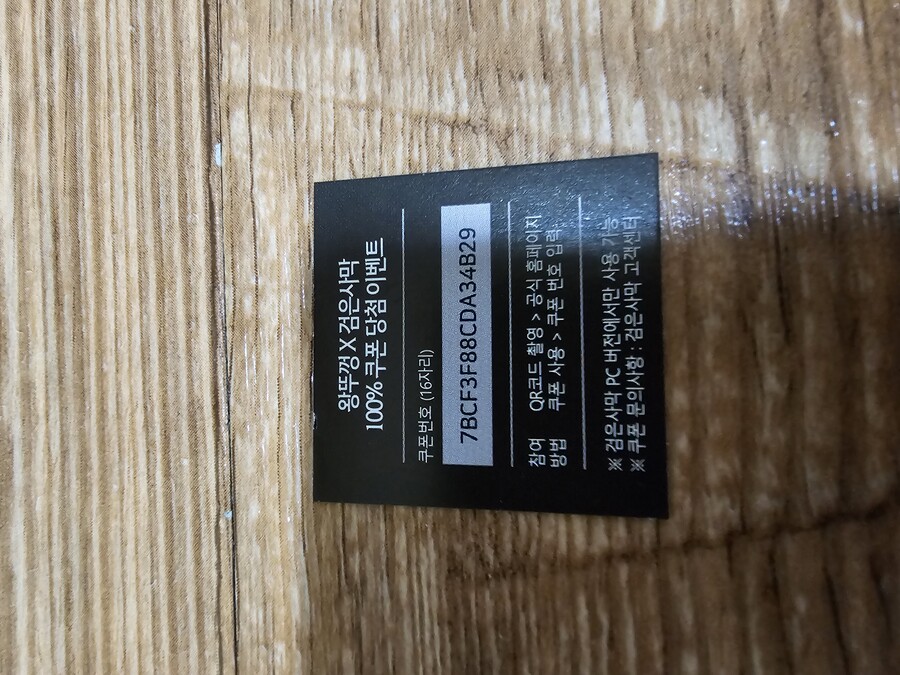 왕뚜껑 X 검은사막
100% 쿠폰 당첨 이벤트
쿠폰번호 (16자리)
7BCF3F88CDA34B29
참여 방법
QR코드 촬영 > 공식 홈페이지
쿠폰 사용 > 쿠폰 번호 입력
※ 검은사막 PC 버전에서만 사용 가능
※ 쿠폰 문의사항 : 검은사막 고객센터